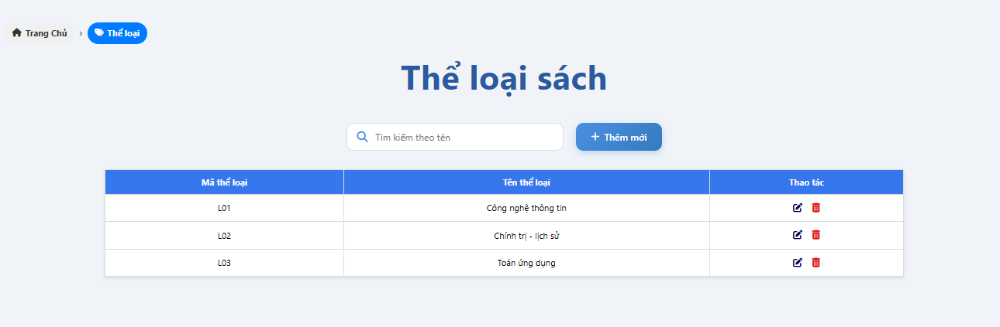 Trang Chủ › Thể loại
Thể loại sách
Tìm kiếm theo tên + Thêm mới
Mã thể loại Tên thể loại Thao tác
L01 Công nghệ thông tin
L02 Chính trị - lịch sử
L03 Toán ứng dụng